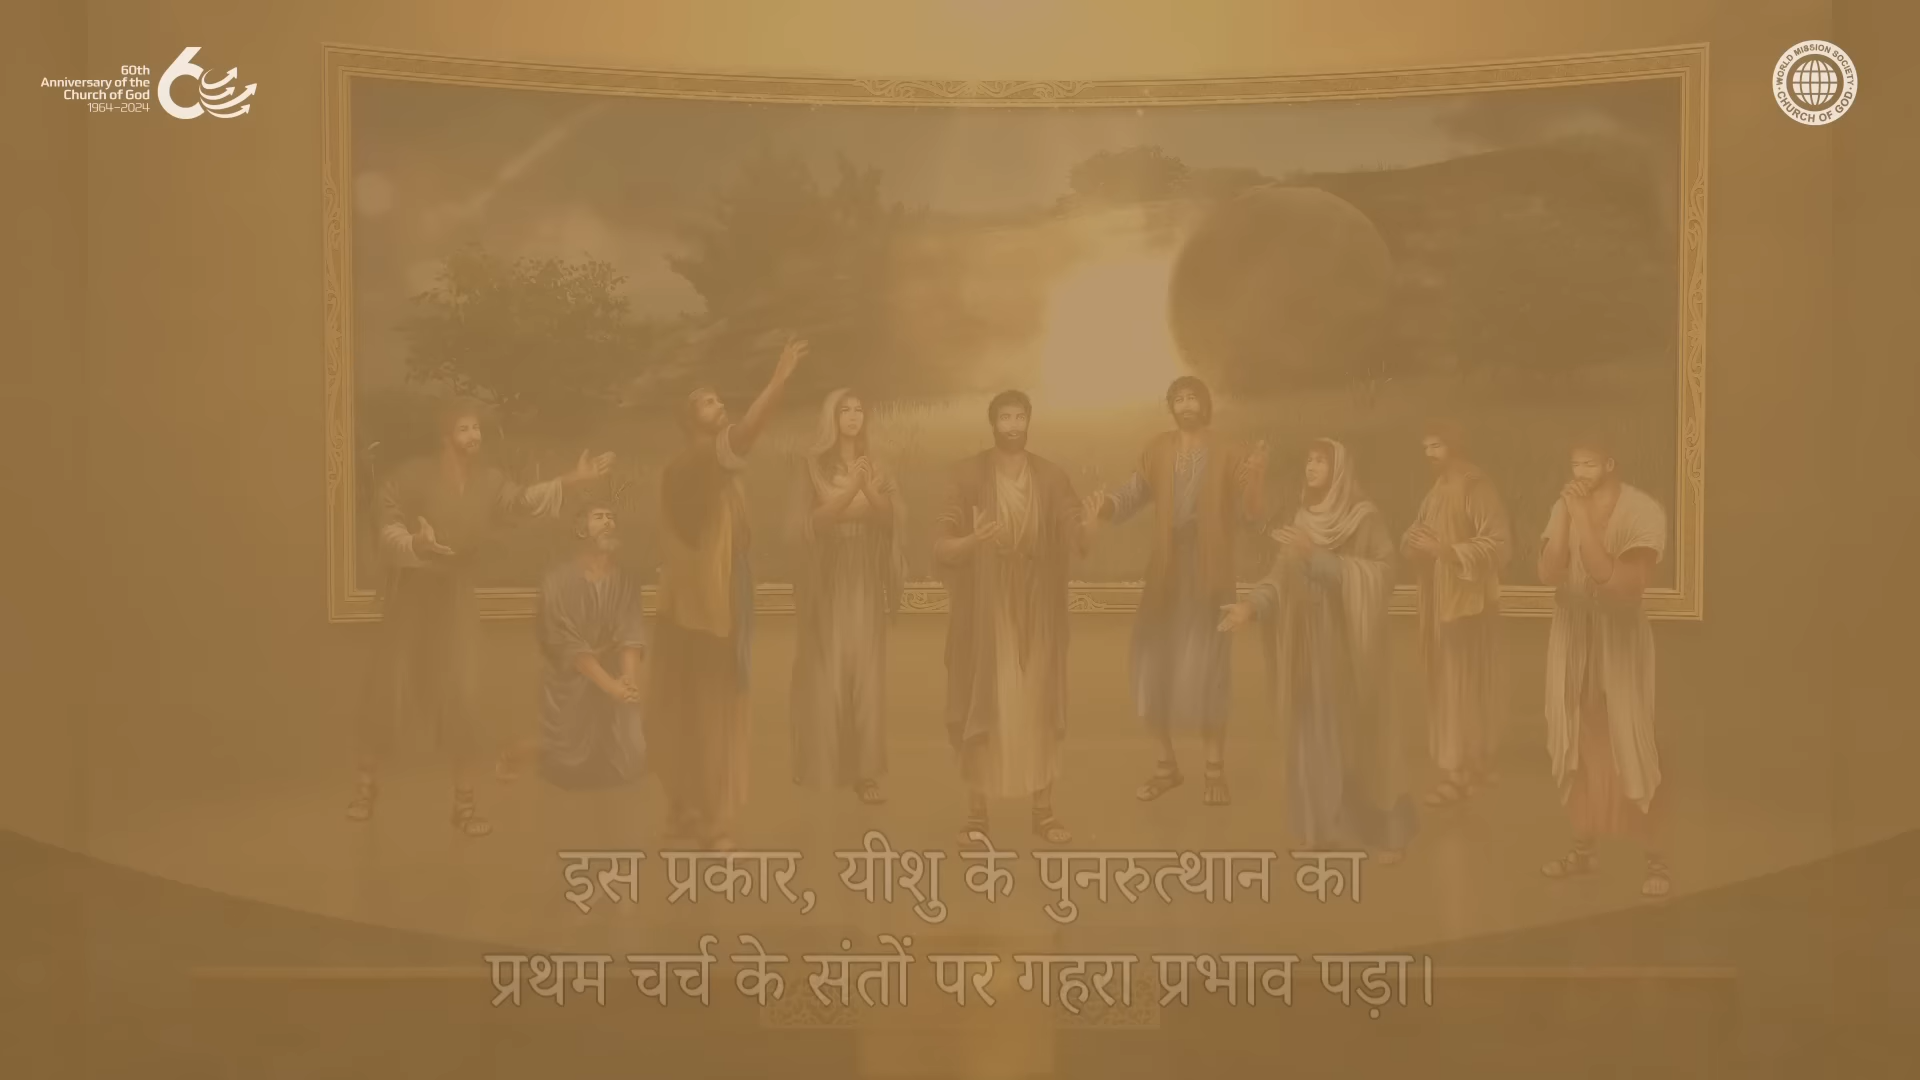 60th
Anniversary of the
Church of God
1964–2024
WORLD MISSION SOCIETY
CHURCH OF GOD
इस प्रकार, यीशु के पुनरुत्थान का
प्रथम चर्च के संतों पर गहरा प्रभाव पड़ा।